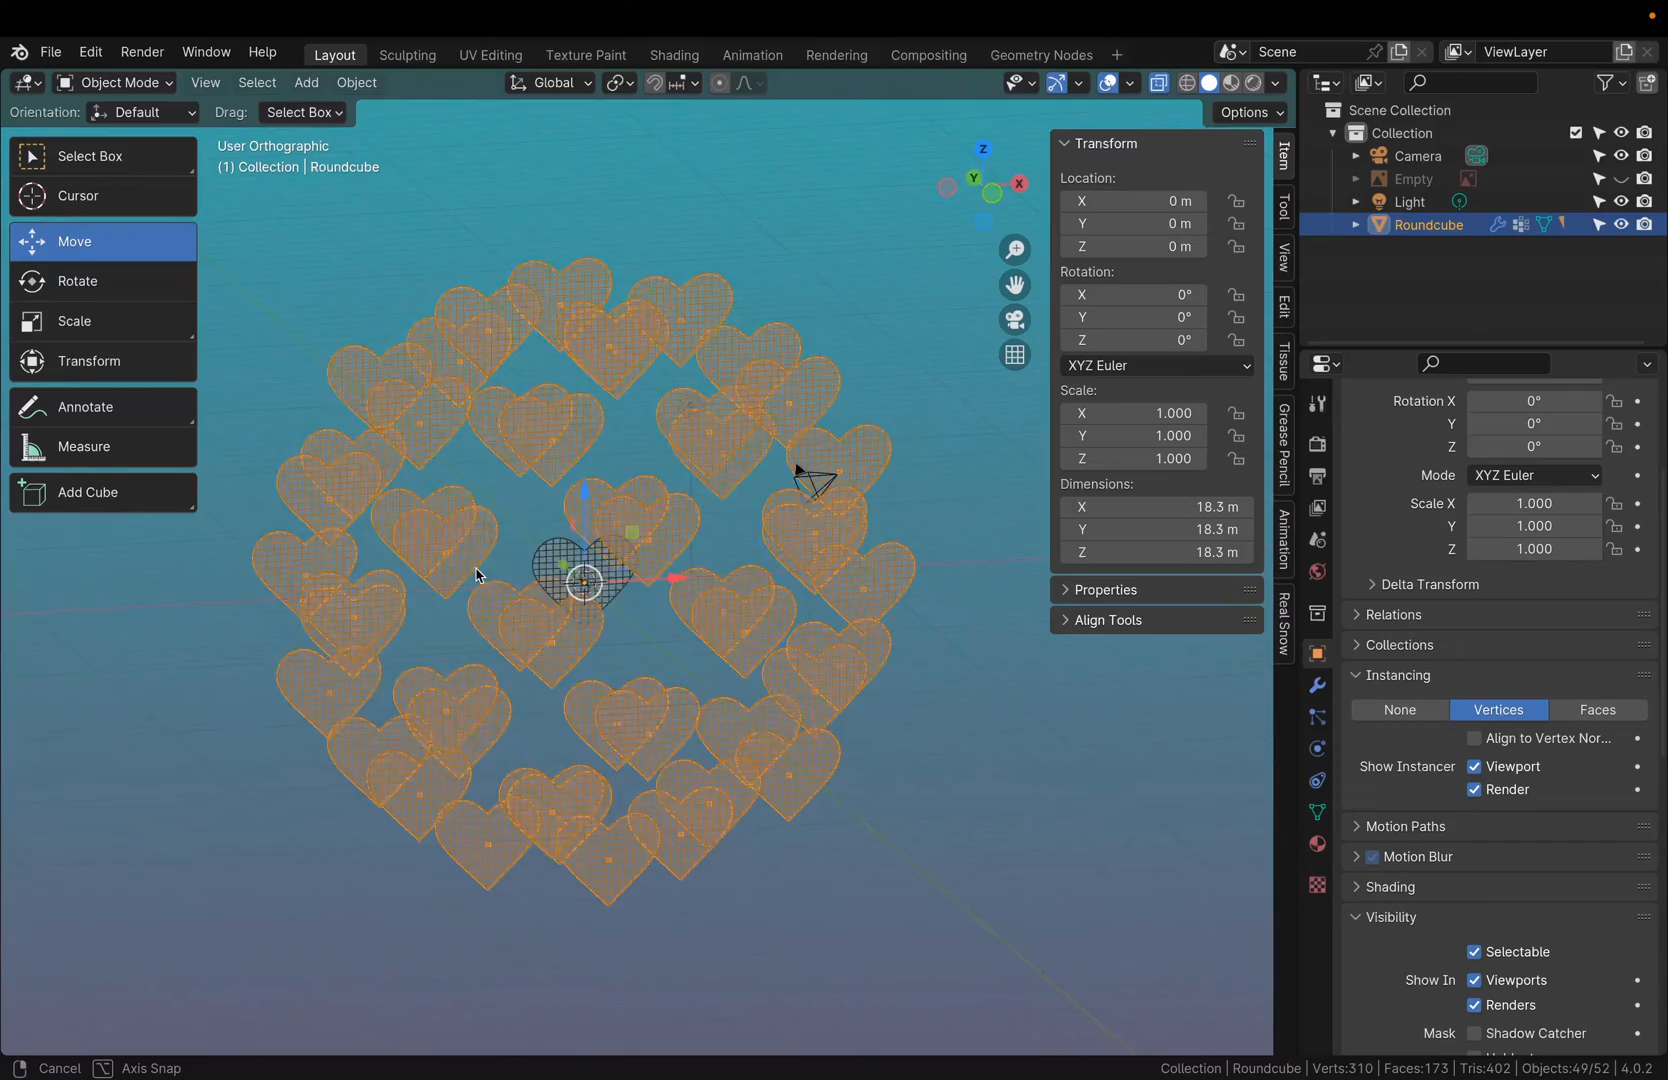 File Edit Render Window Help Layout Sculpting UV Editing Texture Paint Shading Animation Rendering Compositing Geometry Nodes + Scene ViewLayer
Object Mode View Select Add Object Global
Orientation: Default Drag: Select Box Options
Select Box
Cursor
Move
Rotate
Scale
Transform
Annotate
Measure
Add Cube
User Orthographic
(1) Collection | Roundcube
Z
Y
X
Transform
Location:
X 0 m
Y 0 m
Z 0 m
Rotation:
X 0°
Y 0°
Z 0°
XYZ Euler
Scale:
X 1.000
Y 1.000
Z 1.000
Dimensions:
X 18.3 m
Y 18.3 m
Z 18.3 m
Properties
Align Tools
Item
Tool
View
Edit
Tissue
Grease Pencil
Animation
Real Snow
Scene Collection
Collection
Camera
Empty
Light
Roundcube
Rotation X 0°
Y 0°
Z 0°
Mode XYZ Euler
Scale X 1.000
Y 1.000
Z 1.000
Delta Transform
Relations
Collections
Instancing
None Vertices Faces
Align to Vertex Nor...
Show Instancer Viewport
Render
Motion Paths
Motion Blur
Shading
Visibility
Selectable
Show In Viewports
Renders
Mask Shadow Catcher
Cancel Axis Snap Collection | Roundcube | Verts:310 | Faces:173 | Tris:402 | Objects:49/52 | 4.0.2